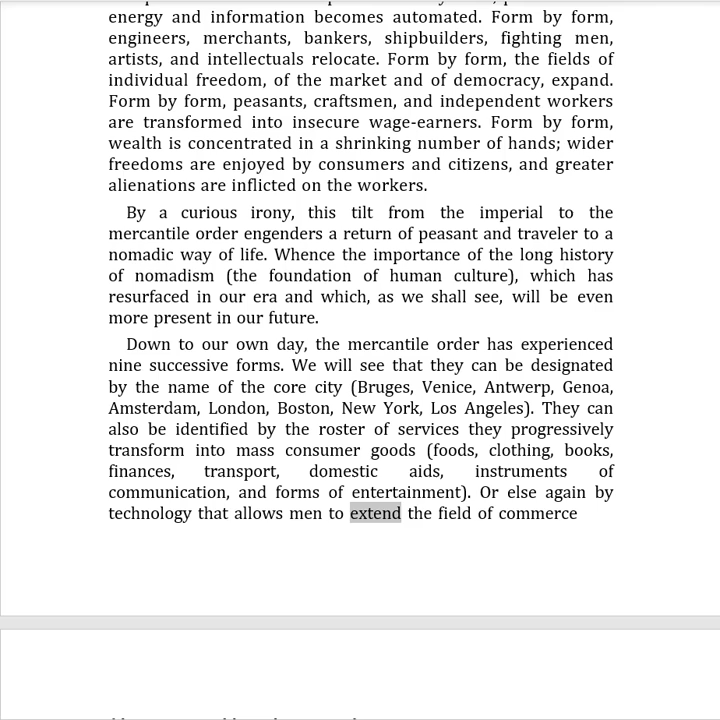 energy and information becomes automated. Form by form,
engineers, merchants, bankers, shipbuilders, fighting men,
artists, and intellectuals relocate. Form by form, the fields of
individual freedom, of the market and of democracy, expand.
Form by form, peasants, craftsmen, and independent workers
are transformed into insecure wage-earners. Form by form,
wealth is concentrated in a shrinking number of hands; wider
freedoms are enjoyed by consumers and citizens, and greater
alienations are inflicted on the workers.
By a curious irony, this tilt from the imperial to the
mercantile order engenders a return of peasant and traveler to a
nomadic way of life. Whence the importance of the long history
of nomadism (the foundation of human culture), which has
resurfaced in our era and which, as we shall see, will be even
more present in our future.
Down to our own day, the mercantile order has experienced
nine successive forms. We will see that they can be designated
by the name of the core city (Bruges, Venice, Antwerp, Genoa,
Amsterdam, London, Boston, New York, Los Angeles). They can
also be identified by the roster of services they progressively
transform into mass consumer goods (foods, clothing, books,
finances, transport, domestic aids, instruments of
communication, and forms of entertainment). Or else again by
technology that allows men to extend the field of commerce